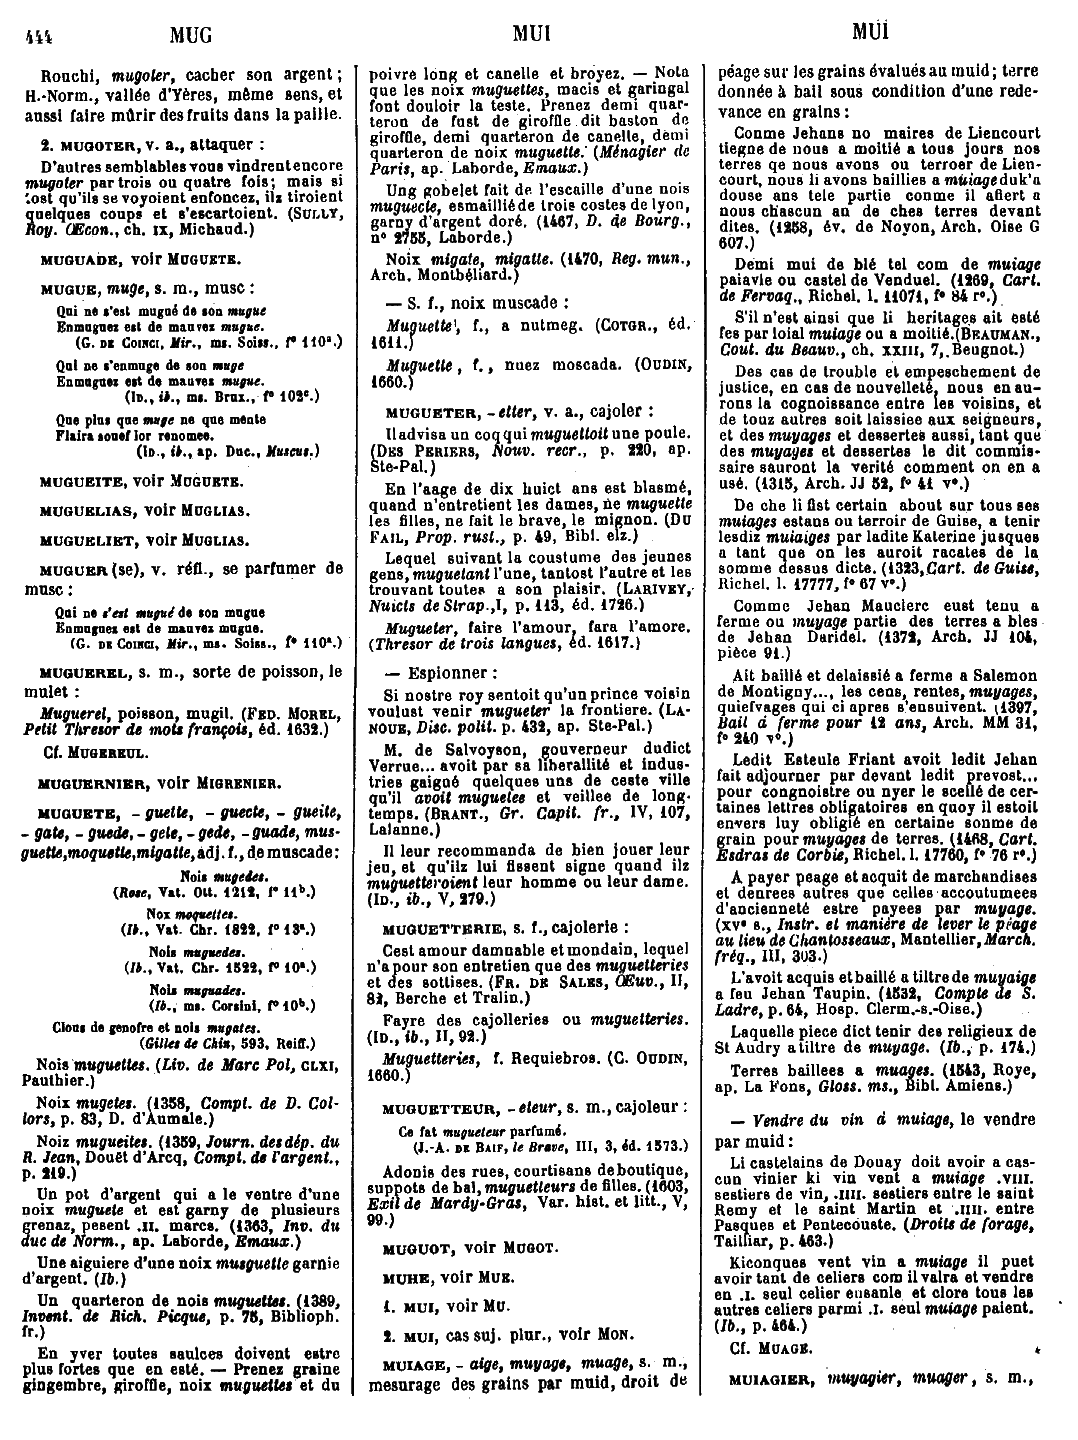 444
MUG
MUI
MUI
Rouchi, mugoter, cacher son argent;
H.-Norm., vallée d'Yères, même sens, et
aussi faire mûrir des fruits dans la paille.
2. MUGOTER, v. a., attaquer :
D'autres semblables vous vindrent encore
mugoter par trois ou quatre fois; mais si
tost qu'ils se voyoient enfoncez, ilz tiroient
quelques coups et s'escartoient. (SULLY,
Roy. Œcon., ch. IX, Michaud.)
MUGUADE, voir MUGUETE.
MUGUE, muge, s. m., musc :
Qui ne s'est mugué de son mugue
Enmuguez est de mauvez mugue.
(G. DE COINCI, Mir., ms. Soiss., f° 110ª.)
Qui ne s'enmuge de son muge
Enmuguez est de mauves mugue.
(ID., ib., ms. Brux., f° 102c.)
Que plus que muge ne que mente
Flaira souef lor renomee.
(ID., ib., ap. Duc., Muscus.)
MUGUEITE, voir MUGUETE.
MUGUELIAS, voir MUGLIAS.
MUGUELIET, voir MUGLIAS.
MUGUER (se), v. réfl., se parfumer de
musc :
Qui ne s'est mugué de son mugue
Enmuguez est de mauvez mugue.
(G. DE COINCI, Mir., ms. Soiss., f° 110ª.)
MUGUEREL, s. m., sorte de poisson, le
mulet :
Muguerel, poisson, mugil. (FED. MOREL,
Petit Thresor de mots françois, éd. 1632.)
Cf. MUGEREUL.
MUGUERNIER, voir MIGRENIER.
MUGUETE, - guette, - guecte, - gueite,
- gate, - guede, - gete, - gede, - guade, mus-
guette, moquette, migatte, adj. f., de muscade:
Nois mugedes.
(Rose, Vat. Ott. 1212, f° 11b.)
Nox moquettes.
(Ib., Vat. Chr. 1822, f° 13ª.)
Nois muguedes.
(Ib., Vat. Chr. 1522, f° 10ª.)
Nois muguades.
(Ib., ms. Corsini, f° 10b.)
Clous de genofre et nois mugates.
(Gilles de Chin, 593, Reiff.)
Nois muguettes. (Liv. de Marc Pol, CLXI,
Pauthier.)
Noix mugetes. (1358, Compt. de D. Col-
lors, p. 83, D. d'Aumale.)
Noiz mugueites. (1359, Journ. des dép. du
R. Jean, Douët d'Arcq, Compt. de l'argent.,
p. 219.)
Un pot d'argent qui a le ventre d'une
noix muguete et est garny de plusieurs
grenaz, pesent .II. marcs. (1363, Inv. du
duc de Norm., ap. Laborde, Emaux.)
Une aiguiere d'une noix musguette garnie
d'argent. (Ib.)
Un quarteron de nois muguettes. (1389,
Invent. de Rich. Picque, p. 75, Biblioph.
fr.)
En yver toutes saulces doivent estre
plus fortes que en esté. — Prenez graine
gingembre, giroffle, noix muguettes et du
poivre long et canelle et broyez. — Nota
que les noix muguettes, macis et garigal
font douloir la teste. Prenez demi quar-
teron de fust de giroffle dit baston de
giroffle, demi quarteron de canelle, demi
quarteron de noix muguette. (Ménagier de
Paris, ap. Laborde, Emaux.)
Ung gobelet fait de l'escaille d'une nois
muguecte, esmaillié de trois costes de lyon,
garny d'argent doré. (1467, D. de Bourg.,
n° 2755, Laborde.)
Noix migate, migatte. (1470, Reg. mun.,
Arch. Montbéliard.)
— S. f., noix muscade :
Muguette, f., a nutmeg. (COTGR., éd.
1611.)
Muguette, f., nuez moscada. (OUDIN,
1660.)
MUGUETER, - etter, v. a., cajoler :
Il advisa un coq qui muguettoit une poule.
(DES PERIERS, Nouv. recr., p. 220, ap.
Ste-Pal.)
En l'aage de dix huict ans est blasmé,
quand n'entretient les dames, ne muguette
les filles, ne fait le brave, le mignon. (DU
FAIL, Prop. rust., p. 49, Bibl. elz.)
Lequel suivant la coustume des jeunes
gens, muguetant l'une, tantost l'autre et les
trouvant toutes a son plaisir. (LARIVEY,
Nuicts de Strap., I, p. 113, éd. 1726.)
Mugueter, faire l'amour, fara l'amore.
(Thresor de trois langues, éd. 1617.)
— Espionner :
Si nostre roy sentoit qu'un prince voisin
voulust venir mugueter la frontiere. (LA-
NOUE, Disc. polit. p. 432, ap. Ste-Pal.)
M. de Salvoyson, gouverneur dudict
Verrue... avoit par sa liberallité et indus-
tries gaigné quelques uns de ceste ville
qu'il avoit muguetes et veillee de long-
temps. (BRANT., Gr. Capit. fr., IV, 107,
Lalanne.)
Il leur recommanda de bien jouer leur
jeu, et qu'ilz lui fissent signe quand ilz
muguetteroient leur homme ou leur dame.
(ID., ib., V, 279.)
MUGUETTERIE, s. f., cajolerie :
Cest amour damnable et mondain, lequel
n'a pour son entretien que des muguetteries
et des sottises. (FR. DE SALES, Œuv., II,
82, Berche et Tralin.)
Fayre des cajolleries ou muguetteries.
(ID., ib., II, 92.)
Muguetteries, f. Requiebros. (C. OUDIN,
1660.)
MUGUETTEUR, - eteur, s. m., cajoleur :
Ce fat mugueteur parfumé.
(J.-A. DE BAIF, le Brave, III, 3, éd. 1573.)
Adonis des rues, courtisans de boutique,
suppots de bal, muguetteurs de filles. (1603,
Exil de Mardy-Gras, Var. hist. et litt., V,
99.)
MUGUOT, voir MUGOT.
MUHE, voir MUE.
1. MUI, voir MU.
2. MUI, cas suj. plur., voir MON.
MUIAGE, - aige, muyage, muage, s. m.,
mesurage des grains par muid, droit de
péage sur les grains évalués au muid; terre
donnée à bail sous condition d'une rede-
vance en grains :
Conme Jehans no maires de Liencourt
tiegne de nous a moitié a tous jours nos
terres qe nous avons ou terroer de Lien-
court, nous li avons baillies a muiage duk'a
douse ans tele partie conme il afiert a
nous chascun an de ches terres devant
dites. (1258, év. de Noyon, Arch. Oise G
607.)
Demi mui de blé tel com de muiage
paiavle ou castel de Venduel. (1269, Cart.
de Fervaq., Richel. l. 11071, f° 84 r°.)
S'il n'est ainsi que li heritages ait esté
fes par loial muiage ou a moitié. (BEAUMAN.,
Cout. du Beauv., ch. XXIII, 7, Beugnot.)
Des cas de trouble et empeschement de
justice, en cas de nouvelleté, nous en au-
rons la cognoissance entre les voisins, et
de touz autres soit laissiee aux seigneurs,
et des muyages et dessertes aussi, tant que
des muyages et dessertes le dit commis-
saire sauront la verité comment on en a
usé. (1315, Arch. JJ 52, f° 41 v°.)
De che li fist certain about sur tous ses
muiages estans ou terroir de Guise, a tenir
lesdiz muiaiges par ladite Katerine jusques
a tant que on les auroit racates de la
somme dessus dicte. (1323, Cart. de Guise,
Richel. l. 17777, f° 67 v°.)
Comme Jehan Mauclerc eust tenu a
ferme ou muyage partie des terres a bles
de Jehan Daridel. (1372, Arch. JJ 104,
pièce 91.)
Ait baillé et delaissié a ferme a Salemon
de Montigny..., les cens, rentes, muyages,
quiefvages qui ci apres s'ensuivent. (1397,
Bail à ferme pour 12 ans, Arch. MM 31,
f° 240 v°.)
Ledit Esteule Friant avoit ledit Jehan
fait adjourner par devant ledit prevost...
pour congnoistre ou nyer le scellé de cer-
taines lettres obligatoires en quoy il estoit
envers luy obligié en certaine somme de
grain pour muyages de terres. (1468, Cart.
Esdras de Corbie, Richel. l. 17760, f° 76 r°.)
A payer peage et acquit de marchandises
et denrees autres que celles accoutumees
d'ancienneté estre payees par muyage.
(XVe s., Instr. et maniére de lever le péage
au lieu de Chantosseaux, Mantellier, March.
fréq., III, 303.)
L'avoit acquis et baillé a tiltre de muyaige
a feu Jehan Taupin. (1532, Compte de S.
Ladre, p. 64, Hosp. Clerm.-s.-Oise.)
Laquelle piece dict tenir des religieux de
St Audry a tiltre de muyage. (Ib., p. 174.)
Terres baillees a muages. (1543, Roye,
ap. La Fons, Gloss. ms., Bibl. Amiens.)
— Vendre du vin à muiage, le vendre
par muid :
Li castelains de Douay doit avoir a cas-
cun vinier ki vin vent a muiage .VIII.
sestiers de vin, .IIII. sestiers entre le saint
Remy et le saint Martin et .IIII. entre
Pasques et Pentecouste. (Droits de forage,
Tailliar, p. 463.)
Kiconques vent vin a muiage il puet
avoir tant de celiers com il valra et vendre
en .I. seul celier ensanle et clore tous les
autres celiers parmi .I. seul muiage paient.
(Ib., p. 464.)
Cf. MUAGE.
MUIAGIER, muyagier, muager, s. m.,